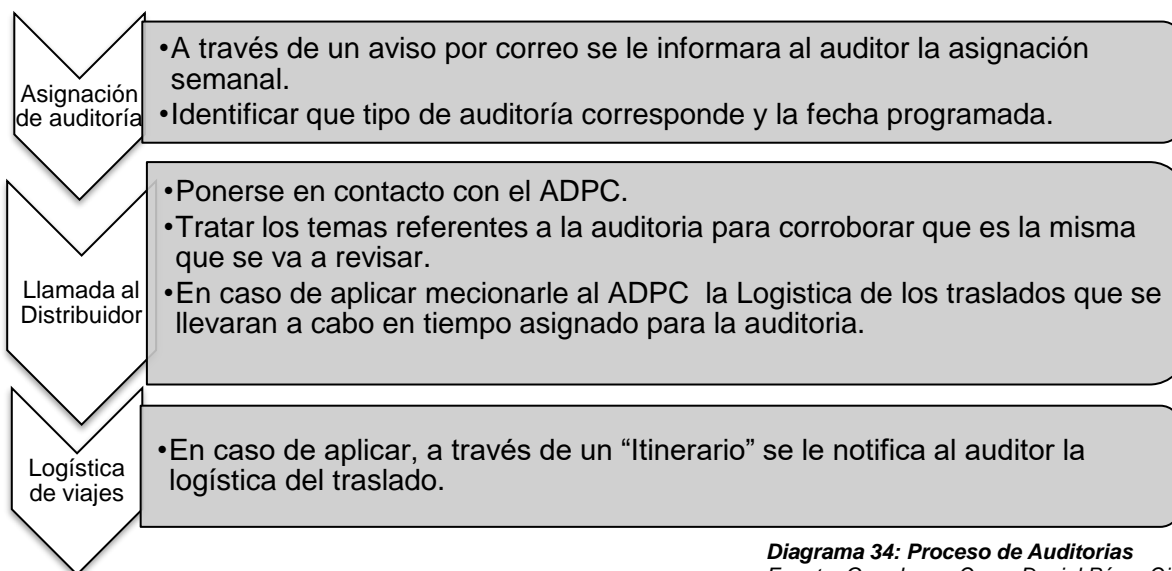 Asignación
de auditoría
•A través de un aviso por correo se le informara al auditor la asignación
semanal.
•Identificar que tipo de auditoría corresponde y la fecha programada.
Llamada al
Distribuidor
•Ponerse en contacto con el ADPC.
•Tratar los temas referentes a la auditoria para corroborar que es la misma
que se va a revisar.
•En caso de aplicar mecionarle al ADPC la Logistica de los traslados que se
llevaran a cabo en tiempo asignado para la auditoria.
Logística
de viajes
•En caso de aplicar, a través de un “Itinerario” se le notifica al auditor la
logística del traslado.
Diagrama 34: Proceso de Auditorias